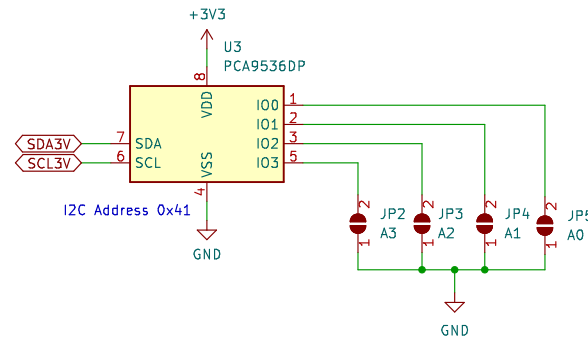 +3V3
U3
PCA9536DP
8
VDD
IO0 1
IO1 2
SDA3V 7 SDA IO2 3
SCL3V 6 SCL IO3 5
VSS
4
I2C Address 0x41
GND
2 2 2 2
JP2 JP3 JP4 JP5
A3 A2 A1 A0
1 1 1 1
GND